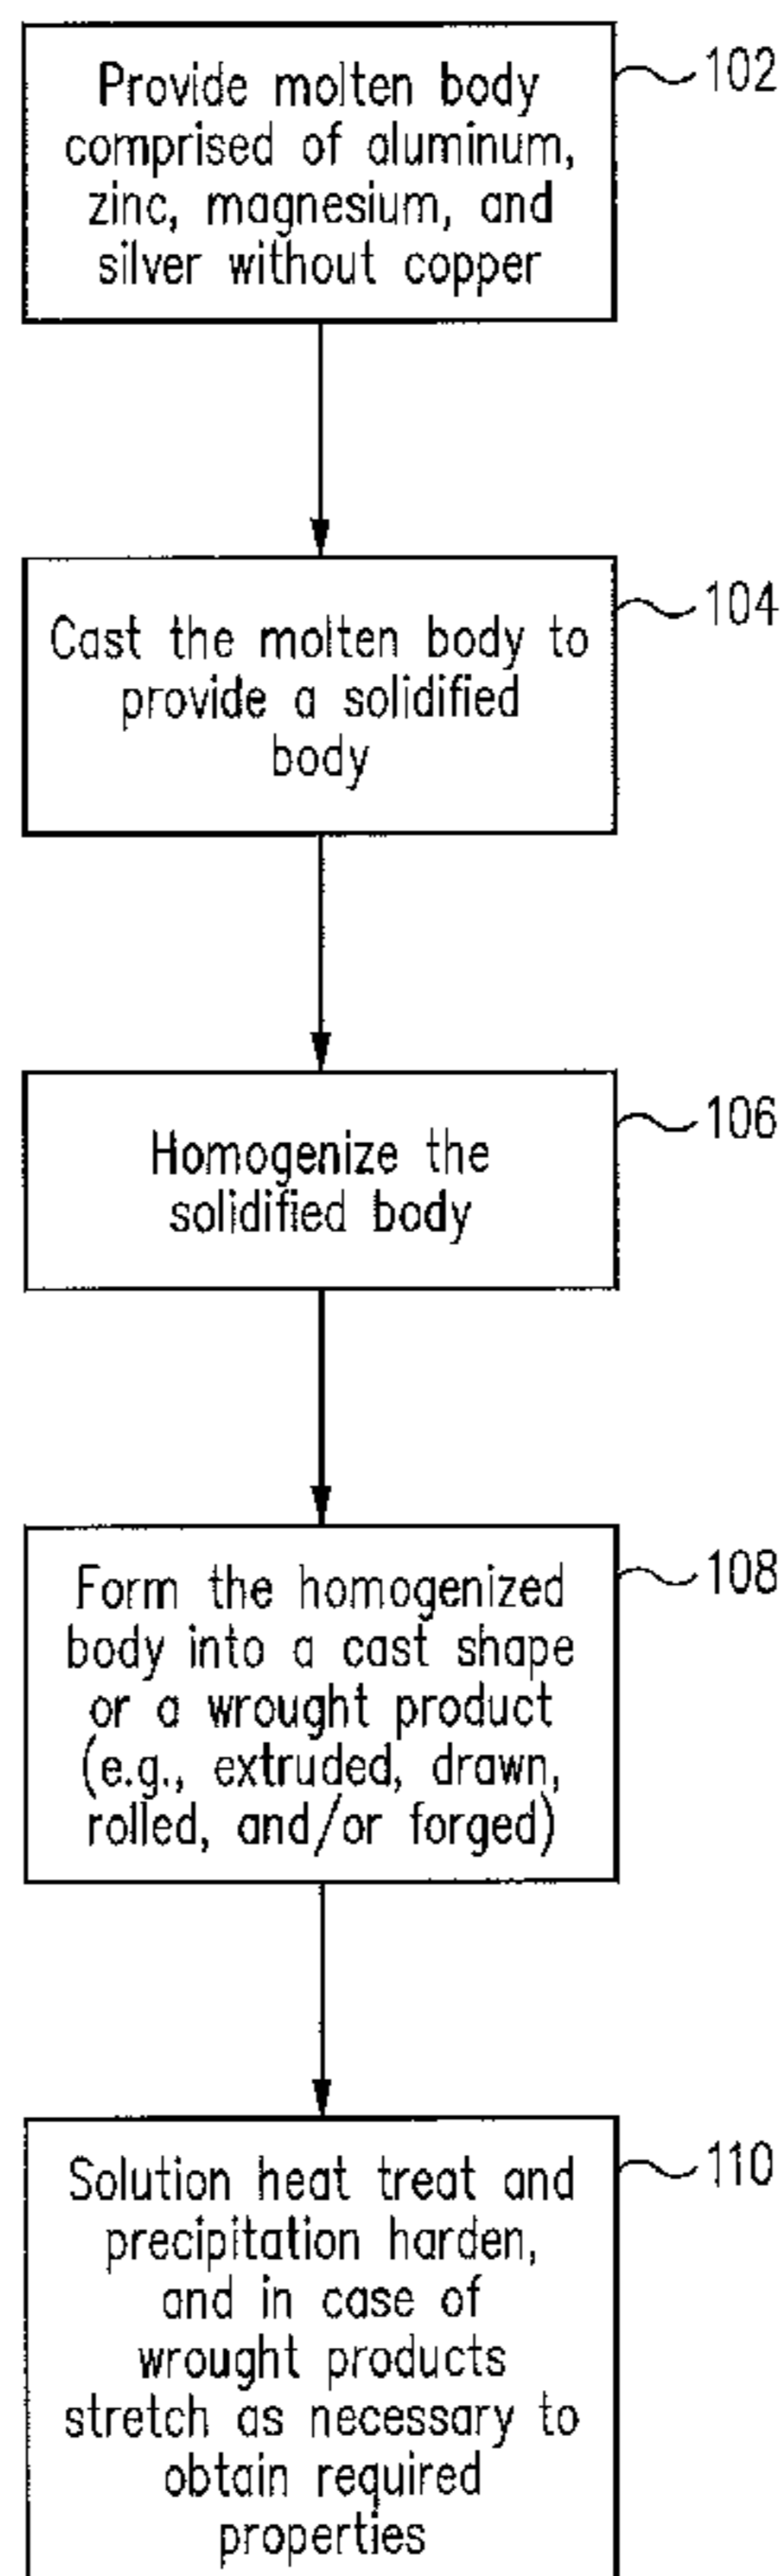 Provide molten body
comprised of aluminum,
zinc, magnesium, and
silver without copper
102
Cast the molten body to
provide a solidified
body
104
Homogenize the
solidified body
106
Form the homogenized
body into a cast shape
or a wrought product
(e.g., extruded, drawn,
rolled, and/or forged)
108
Solution heat treat and
precipitation harden,
and in case of
wrought products
stretch as necessary to
obtain required
properties
110